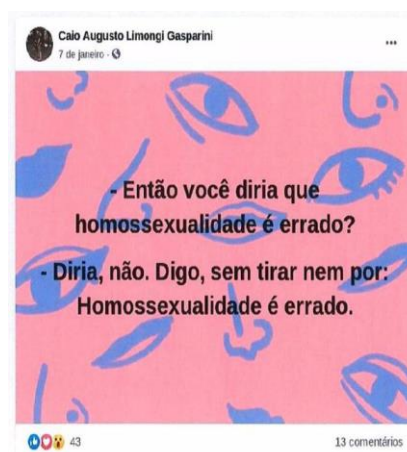 Caio Augusto Limongi Gasparini
7 de janeiro ·
- Então você diria que
homossexualidade é errado?
- Diria, não. Digo, sem tirar nem por:
Homossexualidade é errado.
43
13 comentários